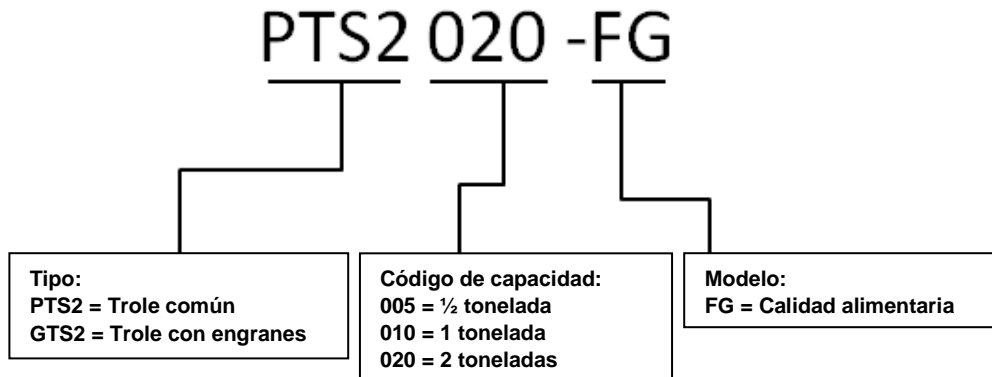 PTS2 020 -FG
Tipo:
PTS2 = Trole común
GTS2 = Trole con engranes
Código de capacidad:
005 = ½ tonelada
010 = 1 tonelada
020 = 2 toneladas
Modelo:
FG = Calidad alimentaria